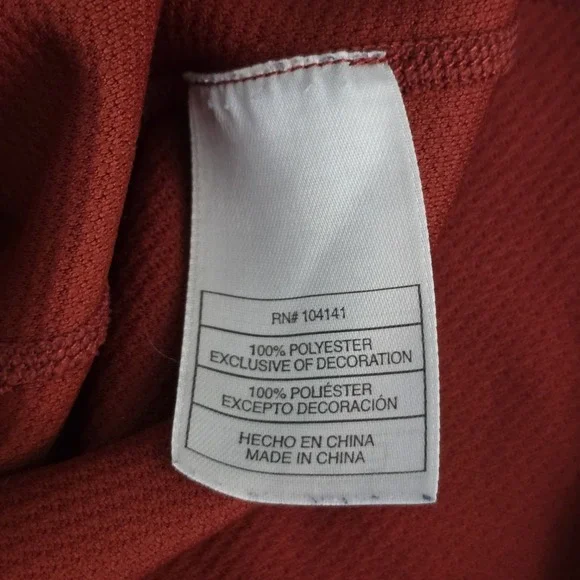 RN# 104141
100% POLYESTER
EXCLUSIVE OF DECORATION
100% POLIÉSTER
EXCEPTO DECORACIÓN
HECHO EN CHINA
MADE IN CHINA